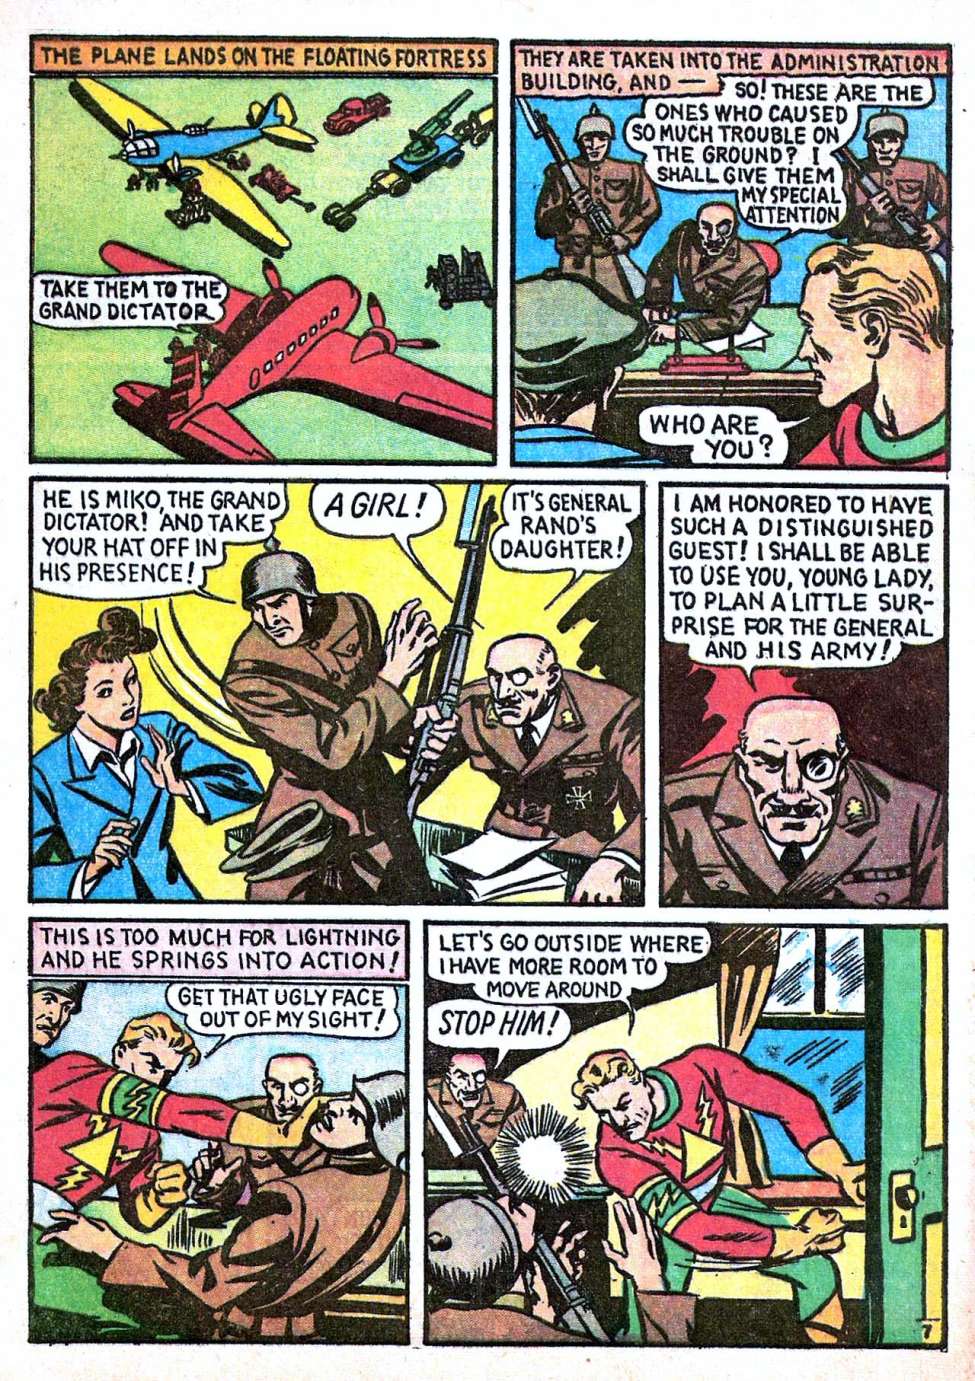 THE PLANE LANDS ON THE FLOATING FORTRESS
TAKE THEM TO THE
GRAND DICTATOR
THEY ARE TAKEN INTO THE ADMINISTRATION
BUILDING, AND —
SO! THESE ARE THE
ONES WHO CAUSED
SO MUCH TROUBLE ON
THE GROUND? I
SHALL GIVE THEM
MY SPECIAL
ATTENTION
WHO ARE
YOU?
HE IS MIKO, THE GRAND
DICTATOR! AND TAKE
YOUR HAT OFF IN
HIS PRESENCE!
A GIRL!
IT'S GENERAL
RAND'S
DAUGHTER!
I AM HONORED TO HAVE
SUCH A DISTINGUISHED
GUEST! I SHALL BE ABLE
TO USE YOU, YOUNG LADY,
TO PLAN A LITTLE SUR-
PRISE FOR THE GENERAL
AND HIS ARMY!
THIS IS TOO MUCH FOR LIGHTNING
AND HE SPRINGS INTO ACTION!
GET THAT UGLY FACE
OUT OF MY SIGHT!
LET'S GO OUTSIDE WHERE
I HAVE MORE ROOM TO
MOVE AROUND
STOP HIM!
7